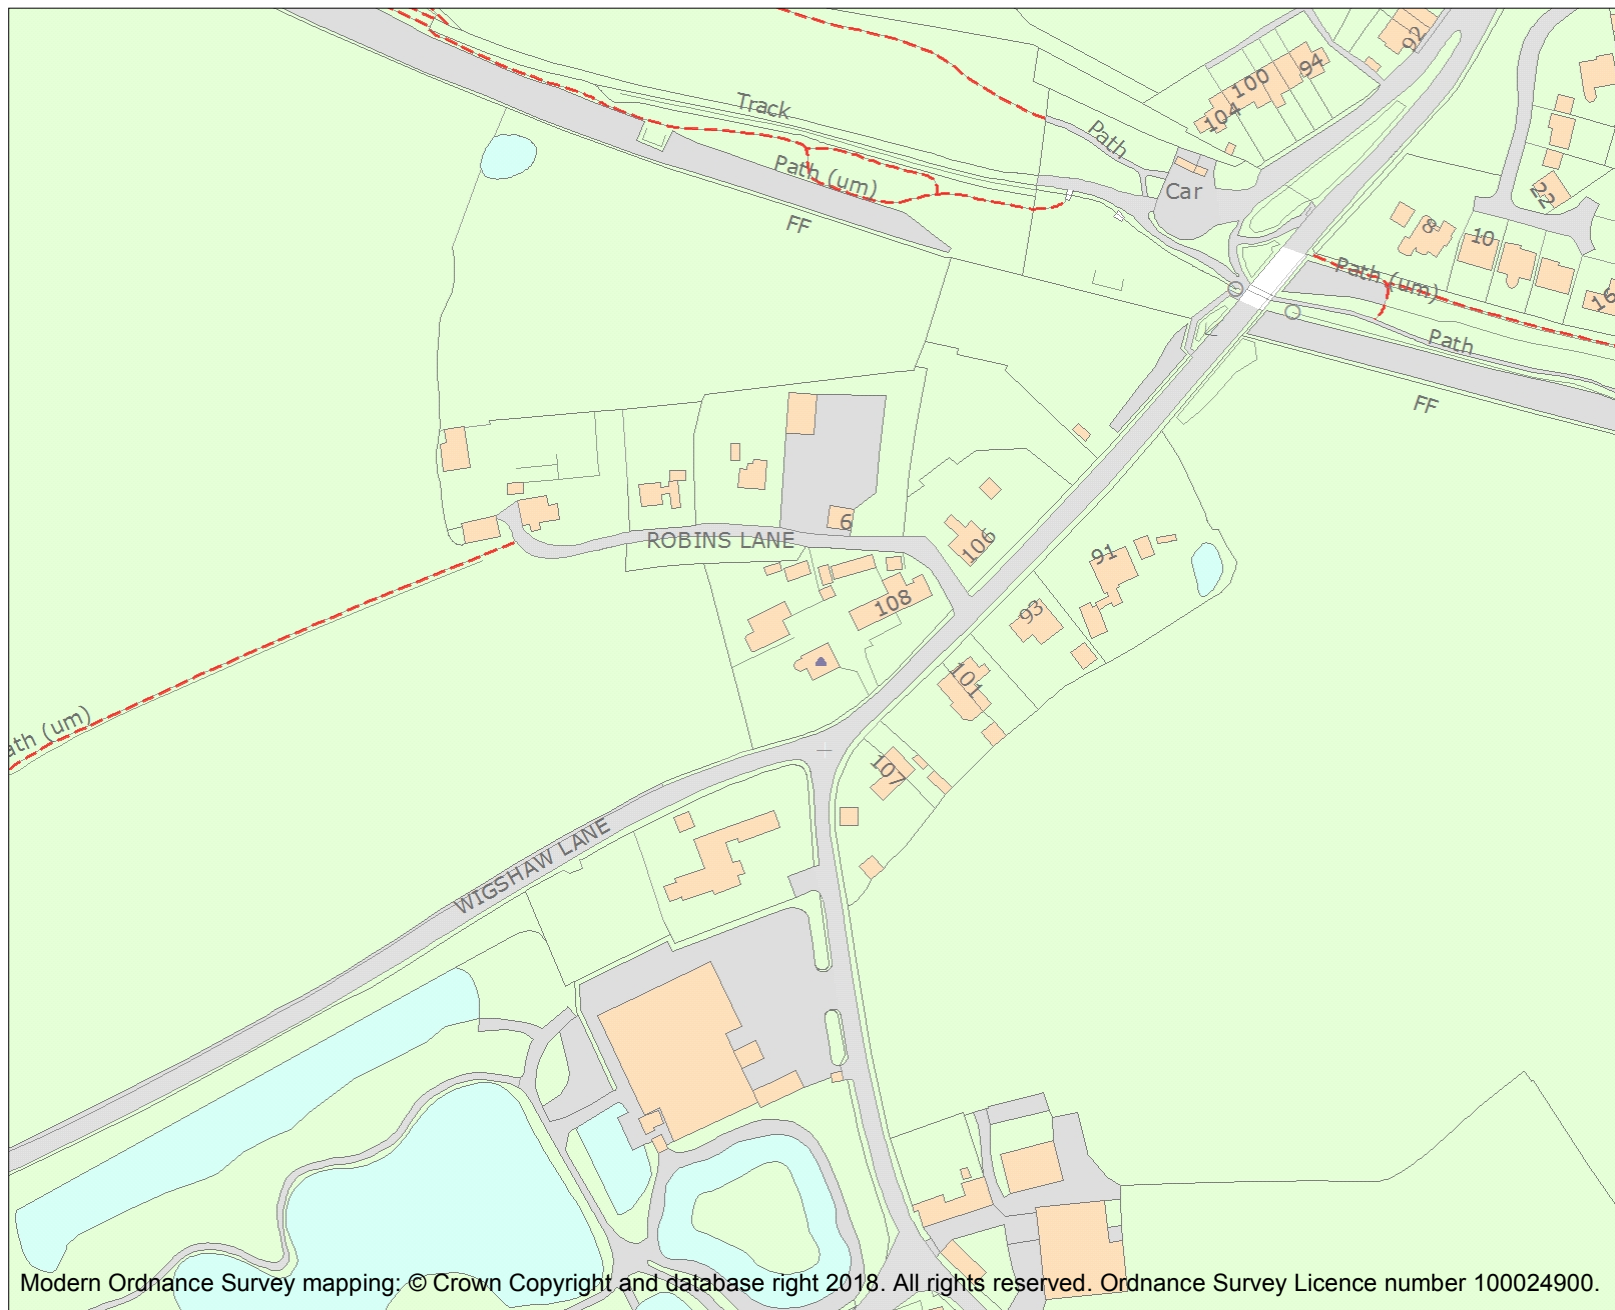 92
94
100
104
Track
Path
Path (um)
Car
22
FF
8
10
Path (um)
16
Path
FF
6
ROBINS LANE
106
91
108
93
101
ath (um)
107
WIGSHAW LANE
Modern Ordnance Survey mapping: © Crown Copyright and database right 2018. All rights reserved. Ordnance Survey Licence number 100024900.